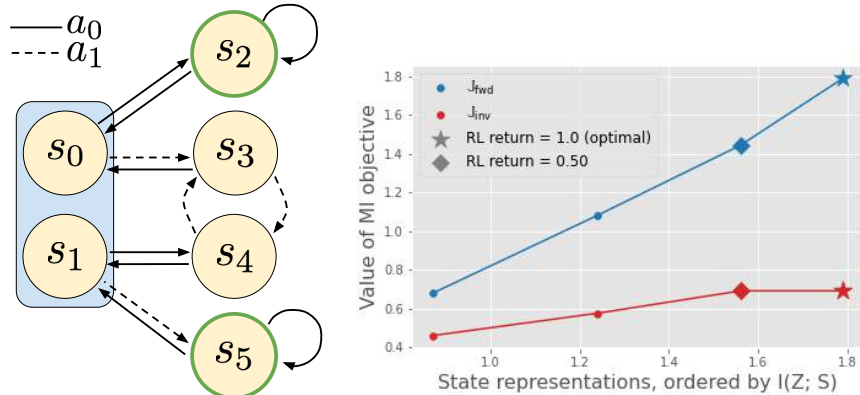 a₀
a₁
s₂
s₀
s₃
s₁
s₄
s₅
Value of MI objective
1.8
1.6
1.4
1.2
1.0
0.8
0.6
0.4
J_fwd
J_inv
RL return = 1.0 (optimal)
RL return = 0.50
1.0 1.2 1.4 1.6 1.8
State representations, ordered by I(Z; S)